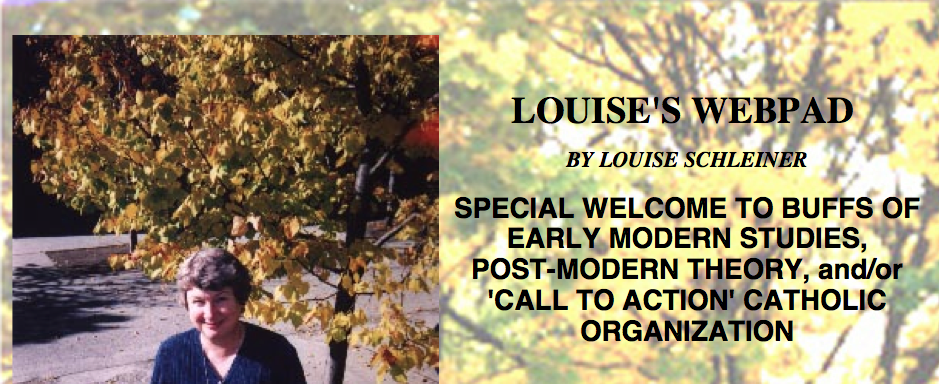 LOUISE'S WEBPAD
BY LOUISE SCHLEINER
SPECIAL WELCOME TO BUFFS OF
EARLY MODERN STUDIES,
POST-MODERN THEORY, and/or
'CALL TO ACTION' CATHOLIC
ORGANIZATION